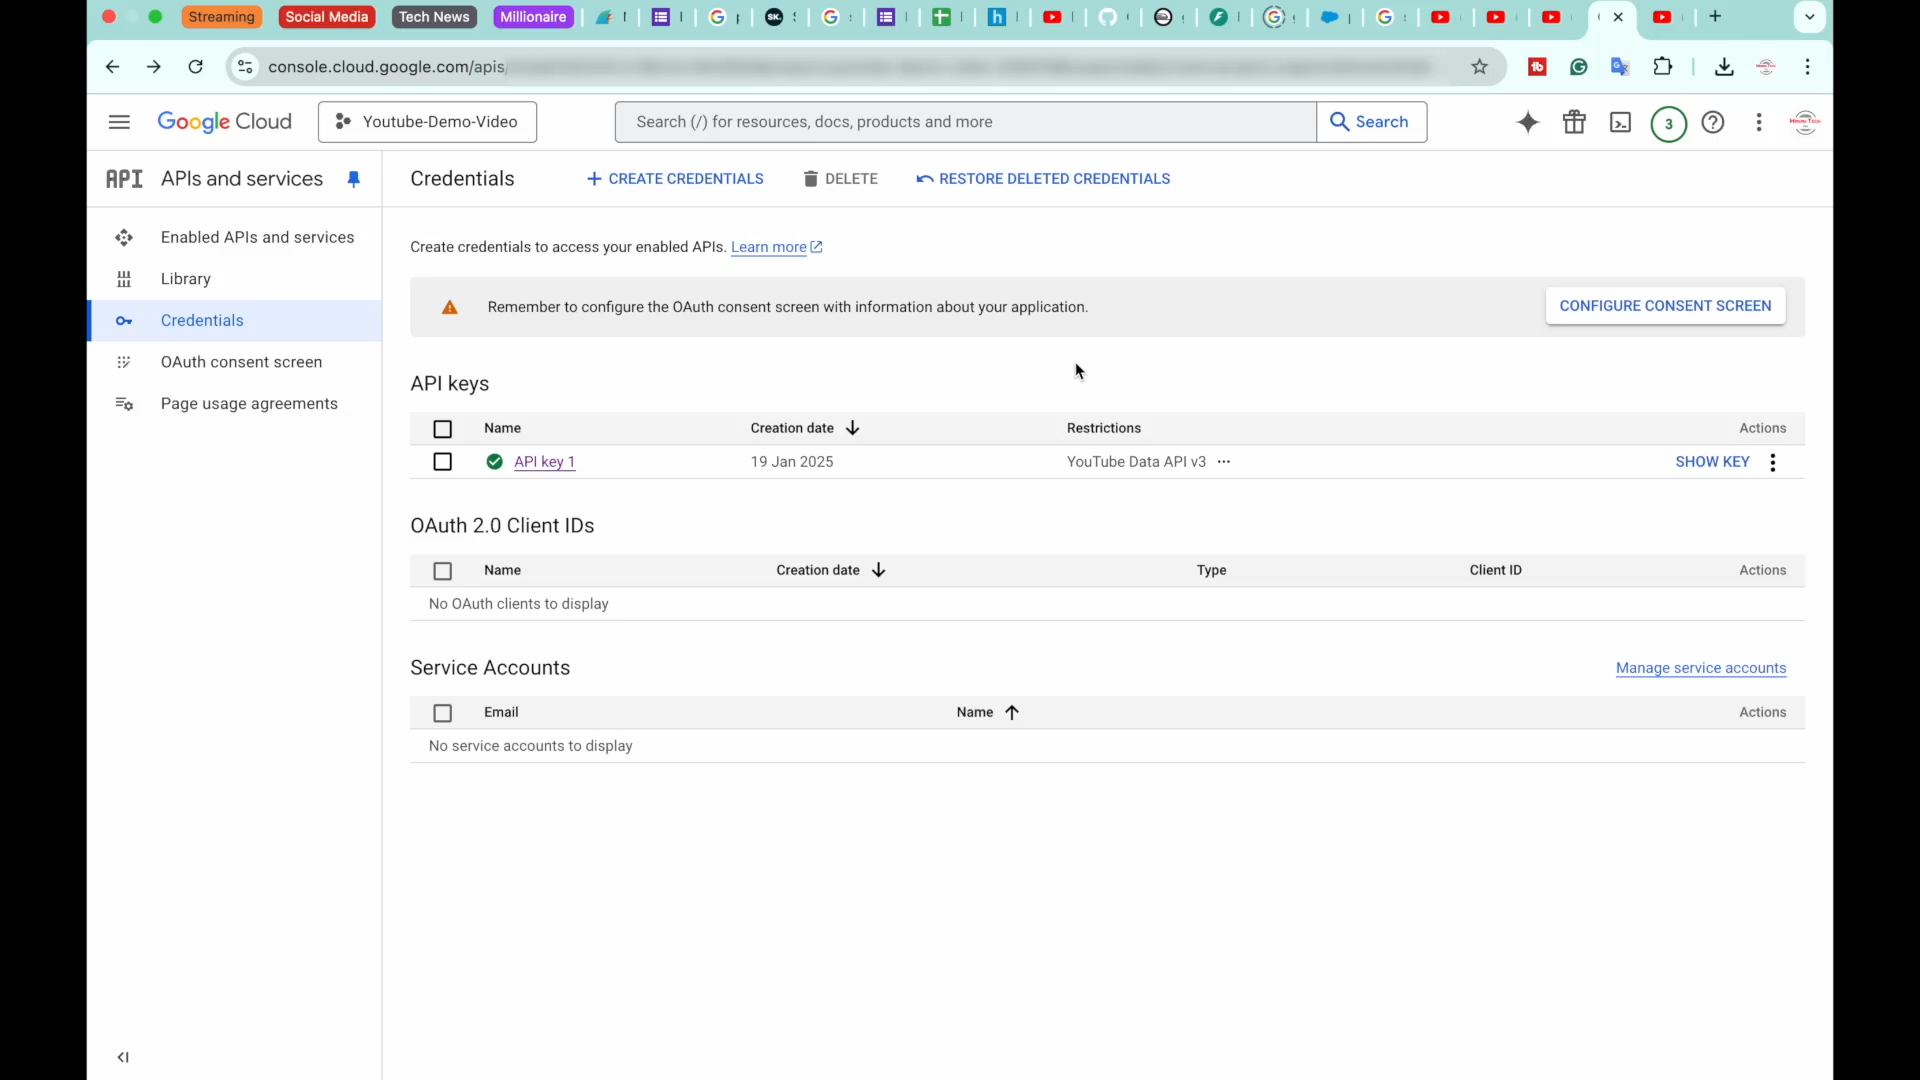 Streaming
Social Media
Tech News
Millionaire
console.cloud.google.com/apis/
Google Cloud
Youtube-Demo-Video
Search (/) for resources, docs, products and more
Search
3
API
APIs and services
Credentials
CREATE CREDENTIALS
DELETE
RESTORE DELETED CREDENTIALS
Enabled APIs and services
Library
Credentials
OAuth consent screen
Page usage agreements
Create credentials to access your enabled APIs. Learn more
Remember to configure the OAuth consent screen with information about your application.
CONFIGURE CONSENT SCREEN
API keys
Name Creation date Restrictions Actions
API key 1 19 Jan 2025 YouTube Data API v3 ... SHOW KEY
OAuth 2.0 Client IDs
Name Creation date Type Client ID Actions
No OAuth clients to display
Service Accounts
Manage service accounts
Email Name Actions
No service accounts to display